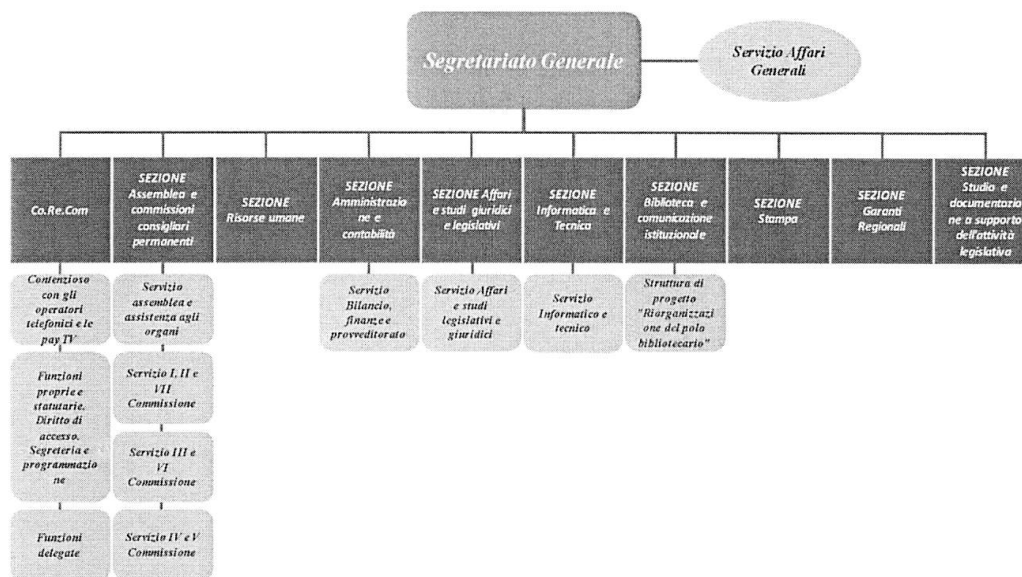 Segretariato Generale
Servizio Affari
Generali
Co.Re.Com
SEZIONE
Assemblea e
commissioni
consigliari
permanenti
SEZIONE
Risorse umane
SEZIONE
Amministrazio
ne e
contabilità
SEZIONE Affari
e studi giuridici
e legislativi
SEZIONE
Informatica e
Tecnica
SEZIONE
Biblioteca e
comunicazione
istituzionale
SEZIONE
Stampa
SEZIONE
Garanti
Regionali
SEZIONE
Studio e
documentazio
ne a supporto
dell'attività
legislativa
Contenzioso
con gli
operatori
telefonici e le
pay TV
Servizio
assemblea e
assistenza agli
organi
Servizio
Bilancio,
finanze e
provveditorato
Servizio Affari
e studi
legislativi e
giuridici
Servizio
Informatico e
tecnico
Struttura di
progetto
"Riorganizzazi
one del polo
bibliotecario"
Funzioni
proprie e
statutarie.
Diritto di
accesso.
Segreteria e
programmazio
ne
Servizio I, II e
VII
Commissione
Servizio III e
VI
Commissione
Funzioni
delegate
Servizio IV e V
Commissione